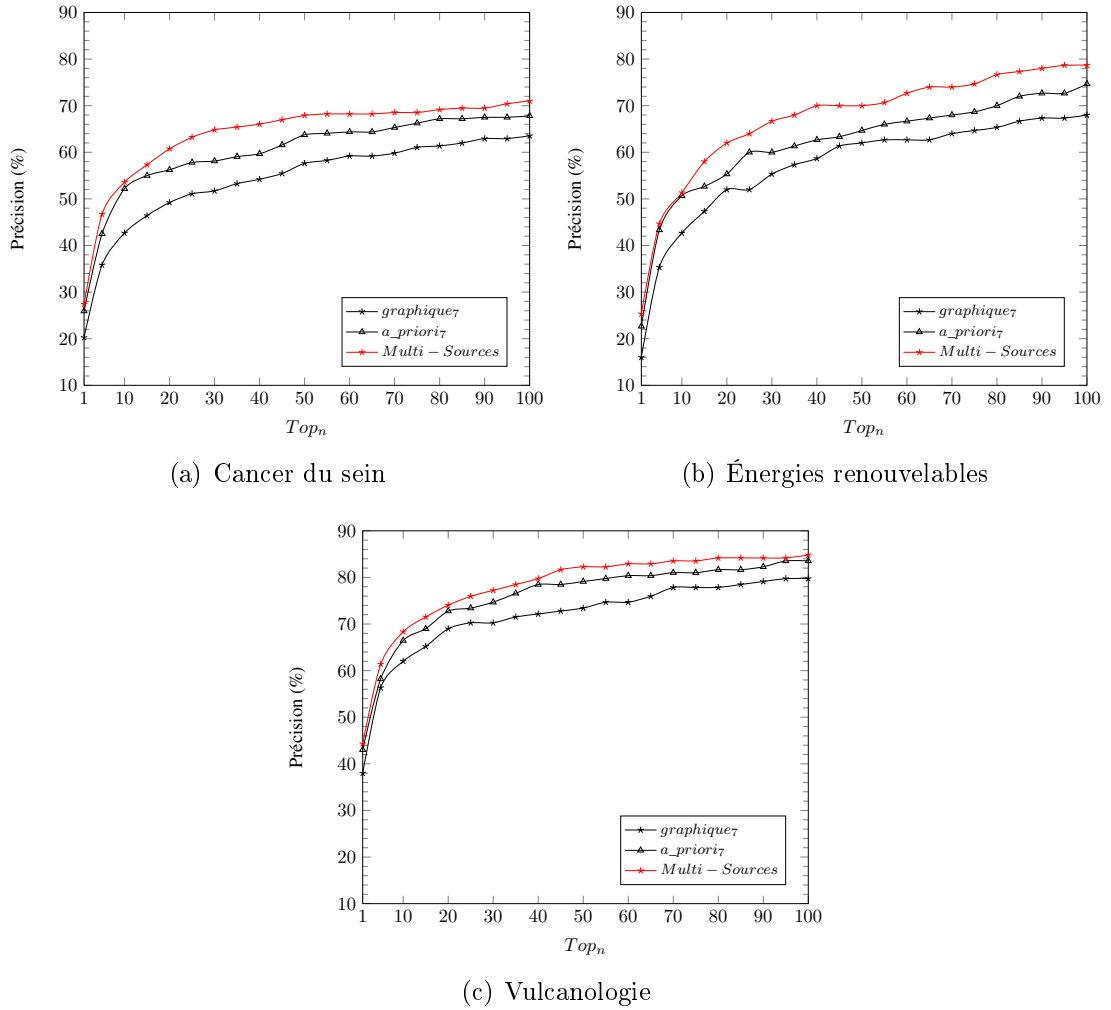 90
80
70
60
50
40
30
20
10
Précision (%)
1 10 20 30 40 50 60 70 80 90 100
Top_n
graphique_7
a_priori_7
Multi − Sources
(a) Cancer du sein
90
80
70
60
50
40
30
20
10
Précision (%)
1 10 20 30 40 50 60 70 80 90 100
Top_n
graphique_7
a_priori_7
Multi − Sources
(b) Énergies renouvelables
90
80
70
60
50
40
30
20
10
Précision (%)
1 10 20 30 40 50 60 70 80 90 100
Top_n
graphique_7
a_priori_7
Multi − Sources
(c) Vulcanologie